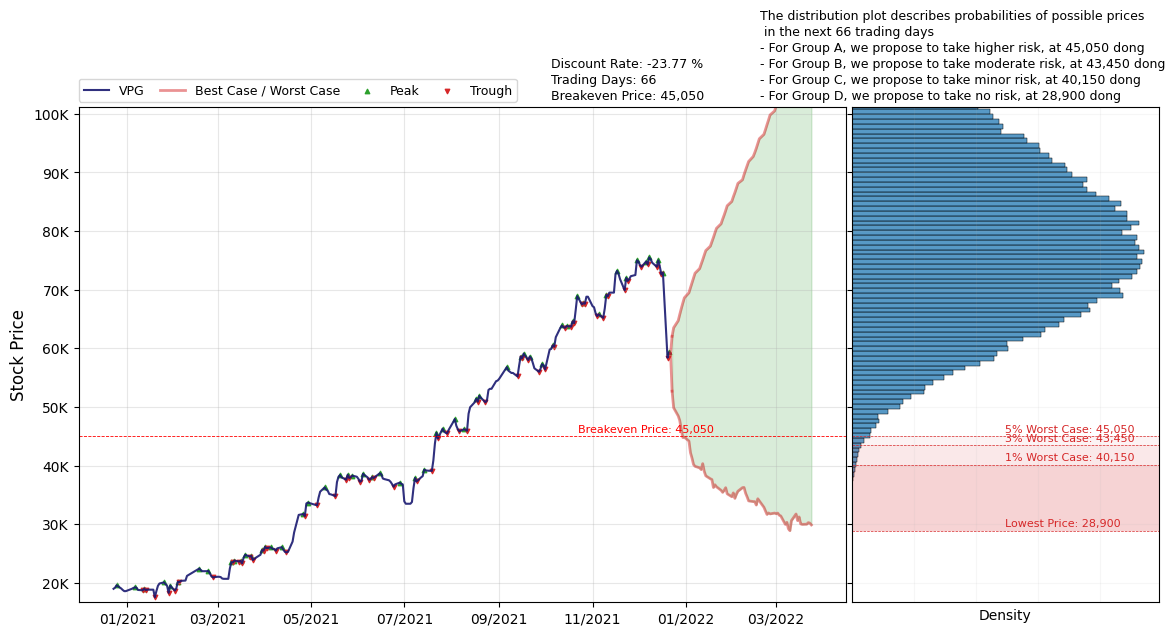 The distribution plot describes probabilities of possible prices
in the next 66 trading days
- For Group A, we propose to take higher risk, at 45,050 dong
- For Group B, we propose to take moderate risk, at 43,450 dong
- For Group C, we propose to take minor risk, at 40,150 dong
- For Group D, we propose to take no risk, at 28,900 dong
Discount Rate: -23.77 %
Trading Days: 66
Breakeven Price: 45,050
VPG
Best Case / Worst Case
Peak
Trough
Stock Price
100K
90K
80K
70K
60K
50K
40K
30K
20K
Breakeven Price: 45,050
5% Worst Case: 45,050
3% Worst Case: 43,450
1% Worst Case: 40,150
Lowest Price: 28,900
01/2021
03/2021
05/2021
07/2021
09/2021
11/2021
01/2022
03/2022
Density